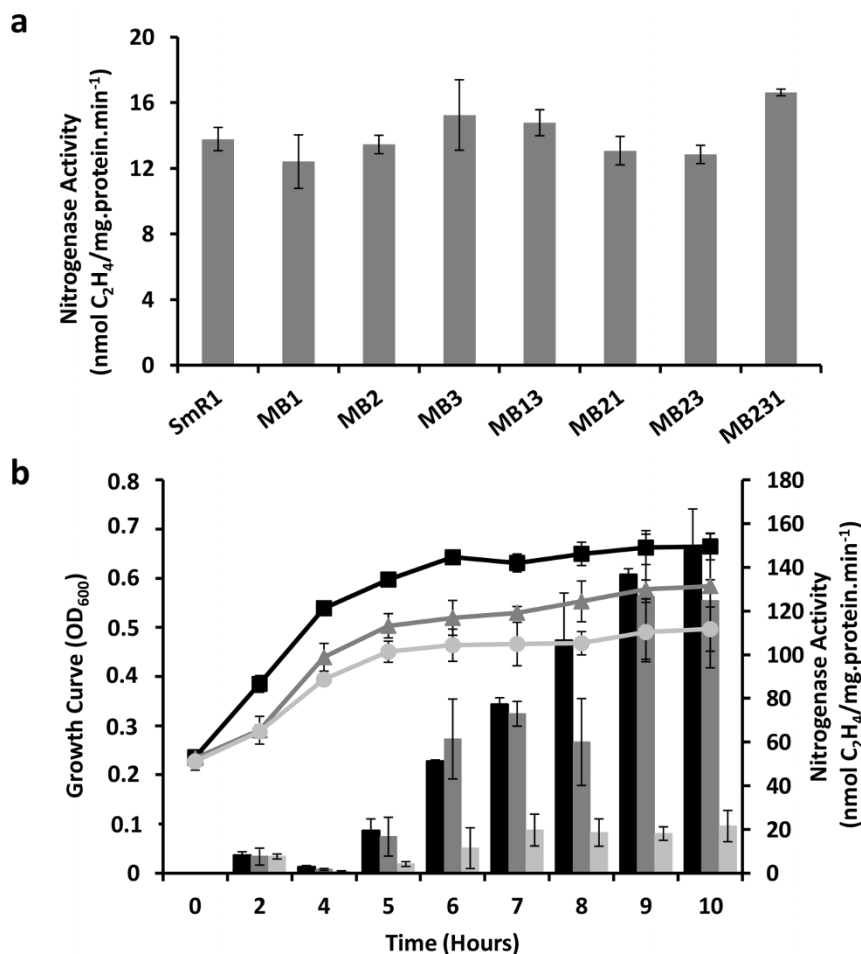 a
Nitrogenase Activity
(nmol C₂H₄/mg.protein.min⁻¹)
20
16
12
8
4
0
SmR1
MB1
MB2
MB3
MB13
MB21
MB23
MB231
b
Growth Curve (OD₆₀₀)
0.8
0.7
0.6
0.5
0.4
0.3
0.2
0.1
0
180
160
140
120
100
80
60
40
20
0
Nitrogenase Activity
(nmol C₂H₄/mg.protein.min⁻¹)
0 2 4 5 6 7 8 9 10
Time (Hours)